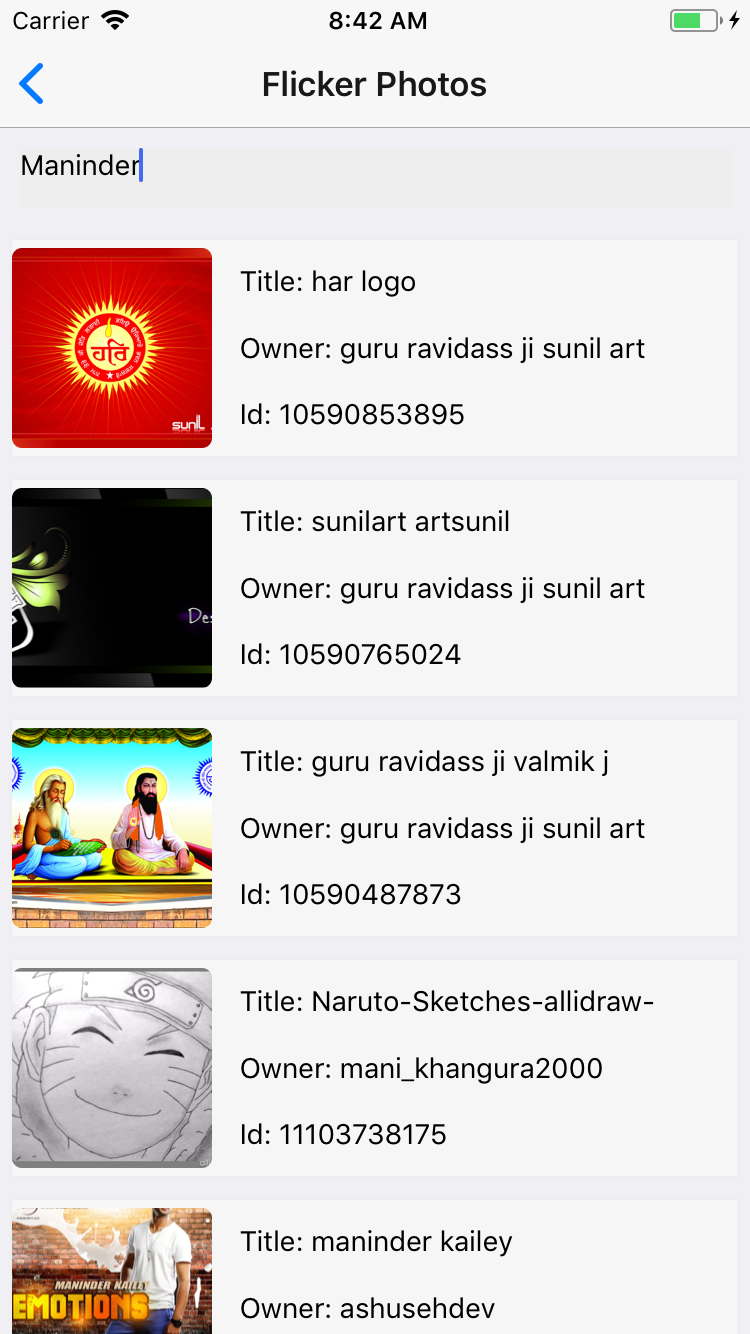 Carrier 8:42 AM
Flicker Photos
Maninder
Title: har logo
Owner: guru ravidass ji sunil art
Id: 10590853895
ਹਰਿ
sunil
Title: sunilart artsunil
Owner: guru ravidass ji sunil art
Id: 10590765024
Des
Title: guru ravidass ji valmik j
Owner: guru ravidass ji sunil art
Id: 10590487873
Title: Naruto-Sketches-allidraw-
Owner: mani_khangura2000
Id: 11103738175
Title: maninder kailey
Owner: ashusehdev
MANINDER KAILEY
EMOTIONS